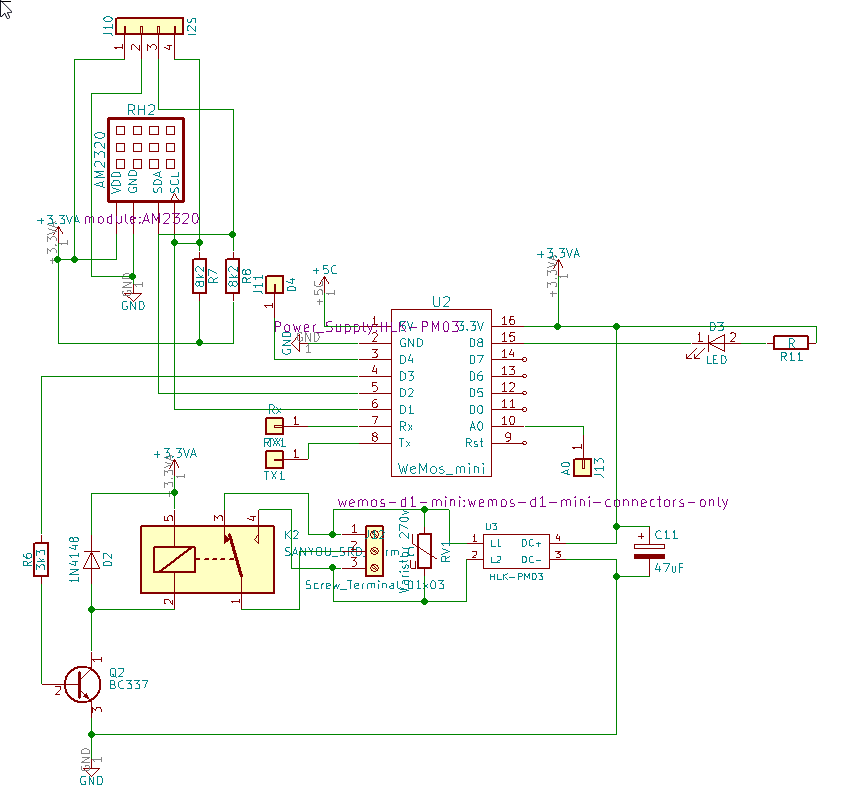 J10
I2S
1 2 3 4
RH2
AM2320
VDD
GND
SDA
SCL
+3.3VA
module:AM2320
+3.3VA
1
GND
1
GND
8k2
R7
8k2
R8
J11
D4
1
+5C
+5C
1
+3.3VA
+3.3VA
1
U2
Power_Supply
-PM03
1
5V
3.3V
16
GND
1
GND
2
GND
D8
15
3
D4
D7
14
4
D3
D6
13
5
D2
D5
12
6
D1
D0
11
7
Rx
A0
10
8
Tx
Rst
9
WeMos_mini
D3
1
2
LED
R
R11
Rx
1
1
TX1
1
A0
J13
wemos-d1-mini:wemos-d1-mini-connectors-only
+3.3VA
+3.3VA
1
5
3
4
2
1
K2
1
2
3
Screw_Terminal_01x03
Varistor 270v
RV1
U3
1
L1
DC+
4
2
L2
DC-
3
HLK-PM03
+
C11
47uF
R6
3k3
1N4148
D2
Q2
BC337
1
2
3
GND
1
GND